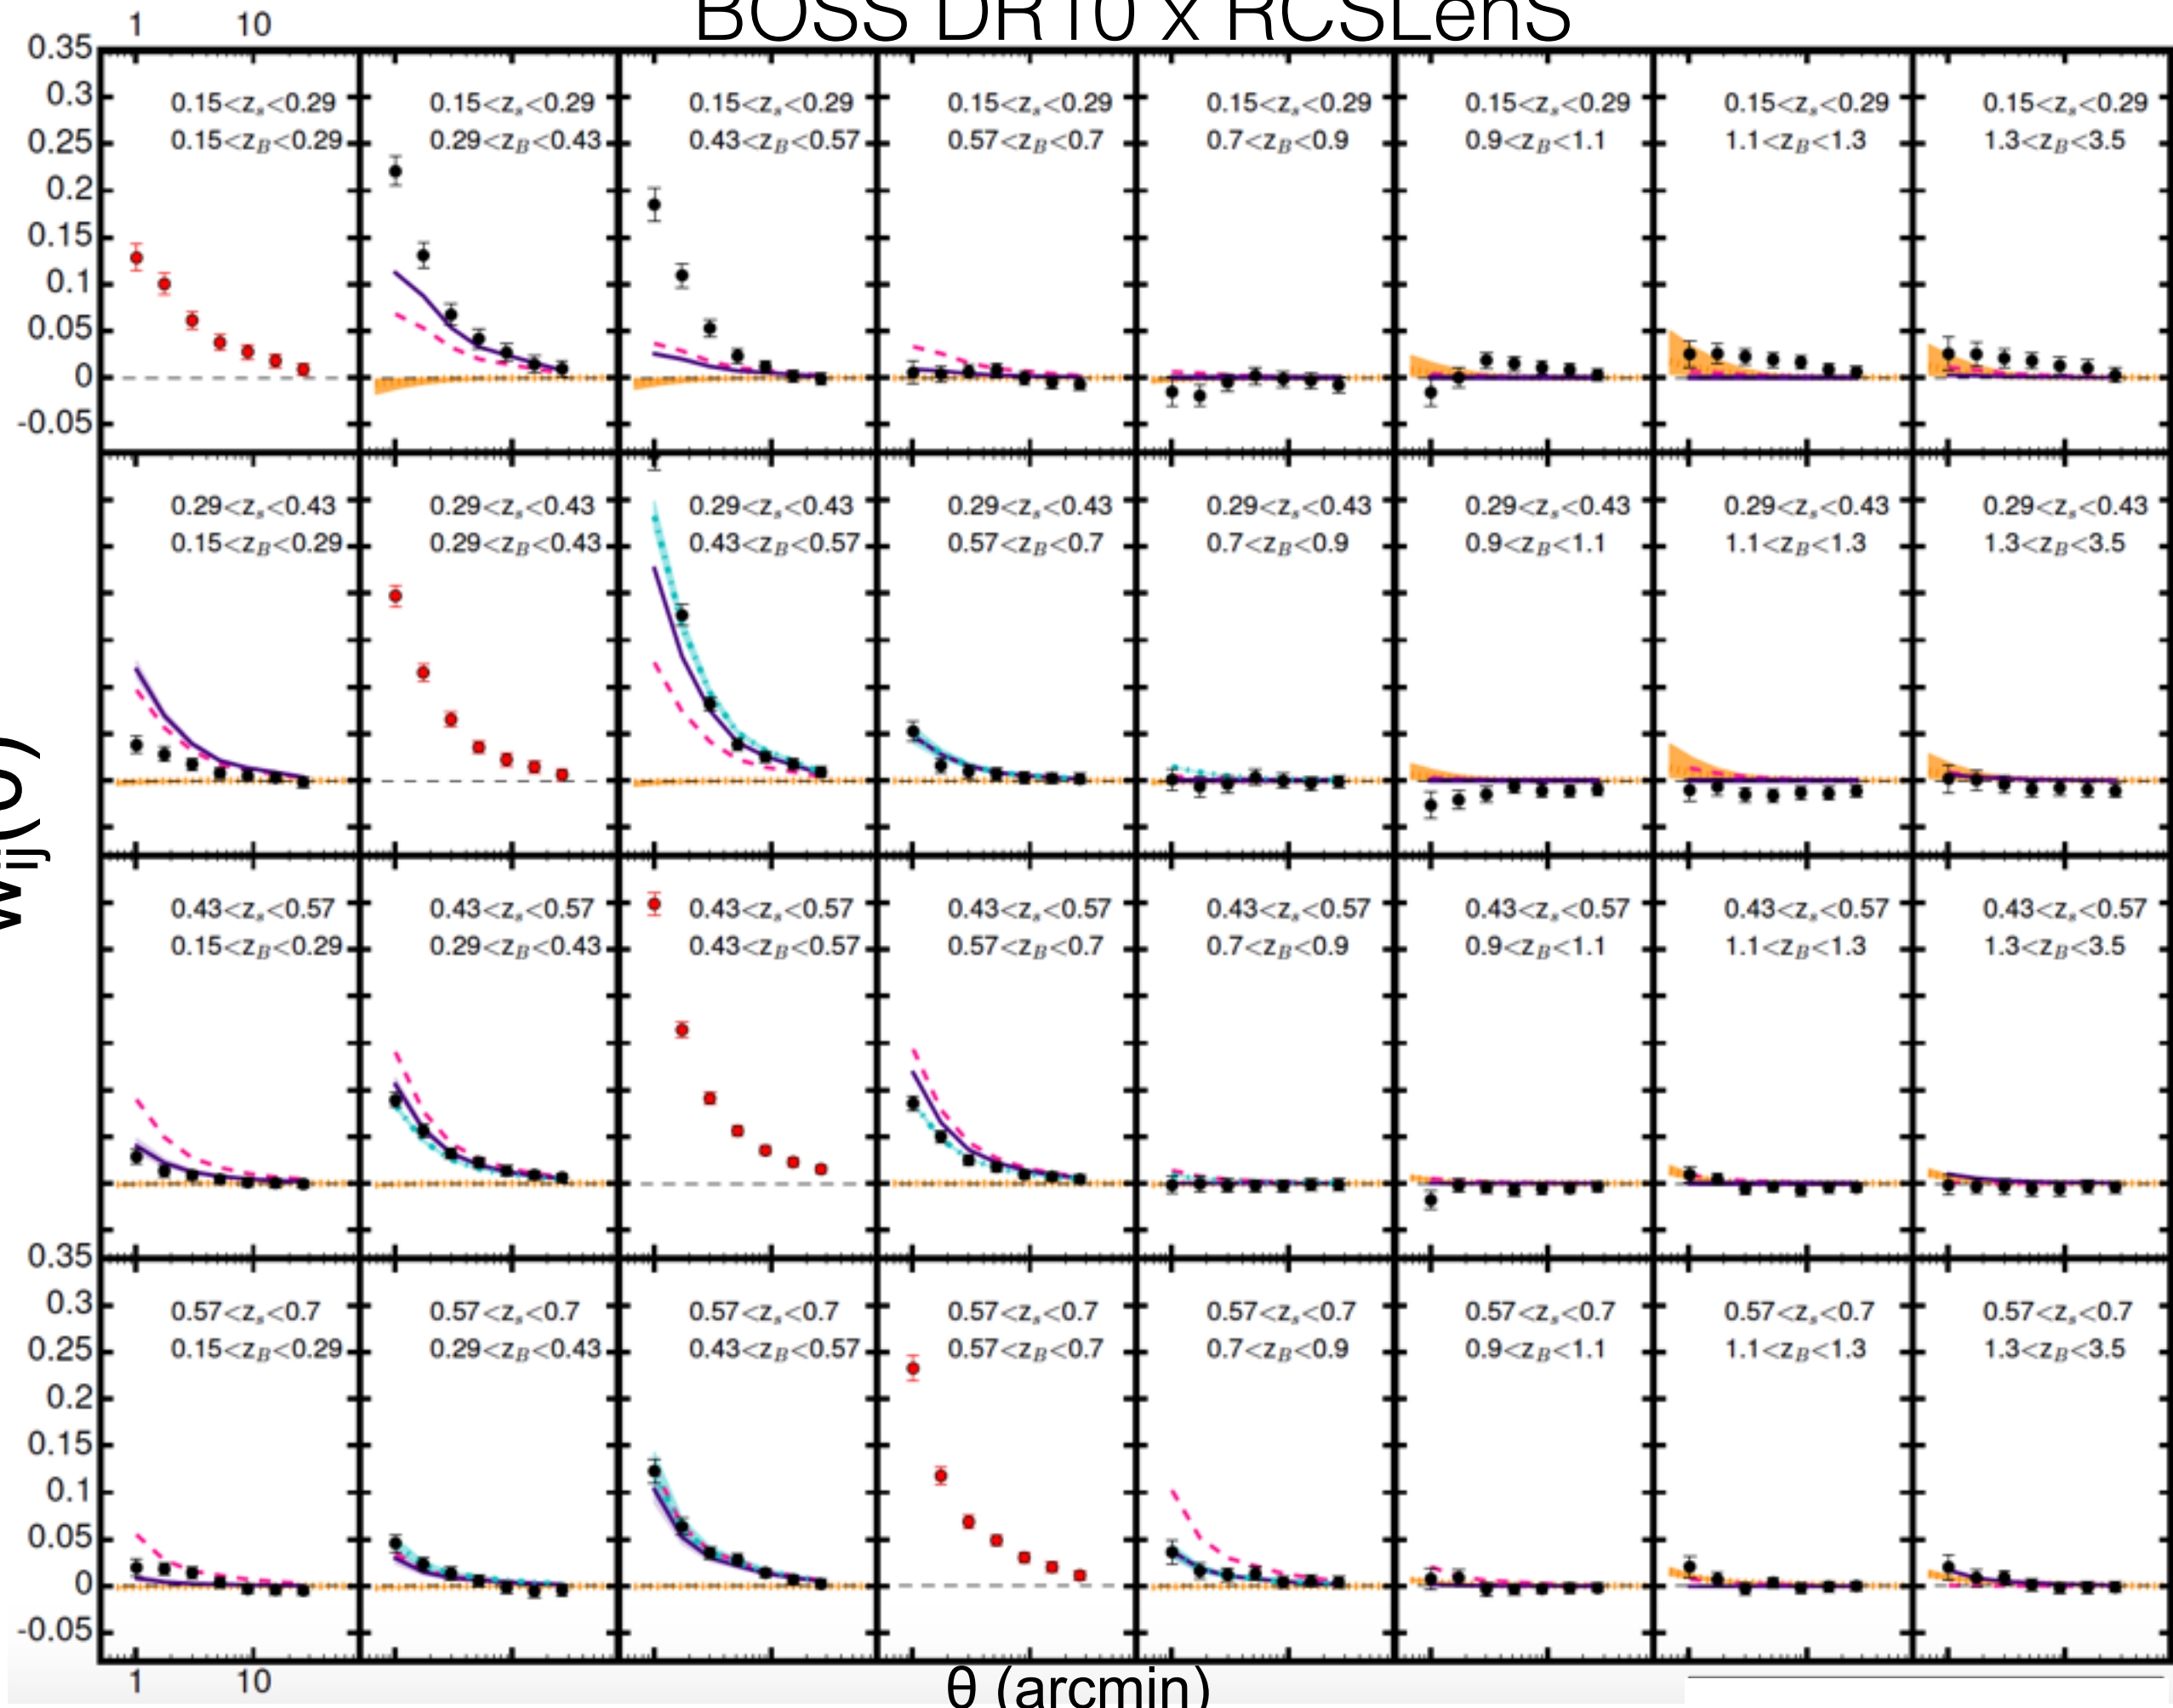 BOSS DR10 x RCSLenS
1 10
0.35
0.3
0.25
0.2
0.15
0.1
0.05
0
-0.05
0.15<z_s<0.29 0.15<z_s<0.29 0.15<z_s<0.29 0.15<z_s<0.29 0.15<z_s<0.29 0.15<z_s<0.29 0.15<z_s<0.29 0.15<z_s<0.29
0.15<z_B<0.29 0.29<z_B<0.43 0.43<z_B<0.57 0.57<z_B<0.7 0.7<z_B<0.9 0.9<z_B<1.1 1.1<z_B<1.3 1.3<z_B<3.5
0.29<z_s<0.43 0.29<z_s<0.43 0.29<z_s<0.43 0.29<z_s<0.43 0.29<z_s<0.43 0.29<z_s<0.43 0.29<z_s<0.43 0.29<z_s<0.43
0.15<z_B<0.29 0.29<z_B<0.43 0.43<z_B<0.57 0.57<z_B<0.7 0.7<z_B<0.9 0.9<z_B<1.1 1.1<z_B<1.3 1.3<z_B<3.5
w_ij(θ)
0.43<z_s<0.57 0.43<z_s<0.57 0.43<z_s<0.57 0.43<z_s<0.57 0.43<z_s<0.57 0.43<z_s<0.57 0.43<z_s<0.57 0.43<z_s<0.57
0.15<z_B<0.29 0.29<z_B<0.43 0.43<z_B<0.57 0.57<z_B<0.7 0.7<z_B<0.9 0.9<z_B<1.1 1.1<z_B<1.3 1.3<z_B<3.5
0.35
0.3
0.25
0.2
0.15
0.1
0.05
0
-0.05
0.57<z_s<0.7 0.57<z_s<0.7 0.57<z_s<0.7 0.57<z_s<0.7 0.57<z_s<0.7 0.57<z_s<0.7 0.57<z_s<0.7 0.57<z_s<0.7
0.15<z_B<0.29 0.29<z_B<0.43 0.43<z_B<0.57 0.57<z_B<0.7 0.7<z_B<0.9 0.9<z_B<1.1 1.1<z_B<1.3 1.3<z_B<3.5
1 10
θ (arcmin)